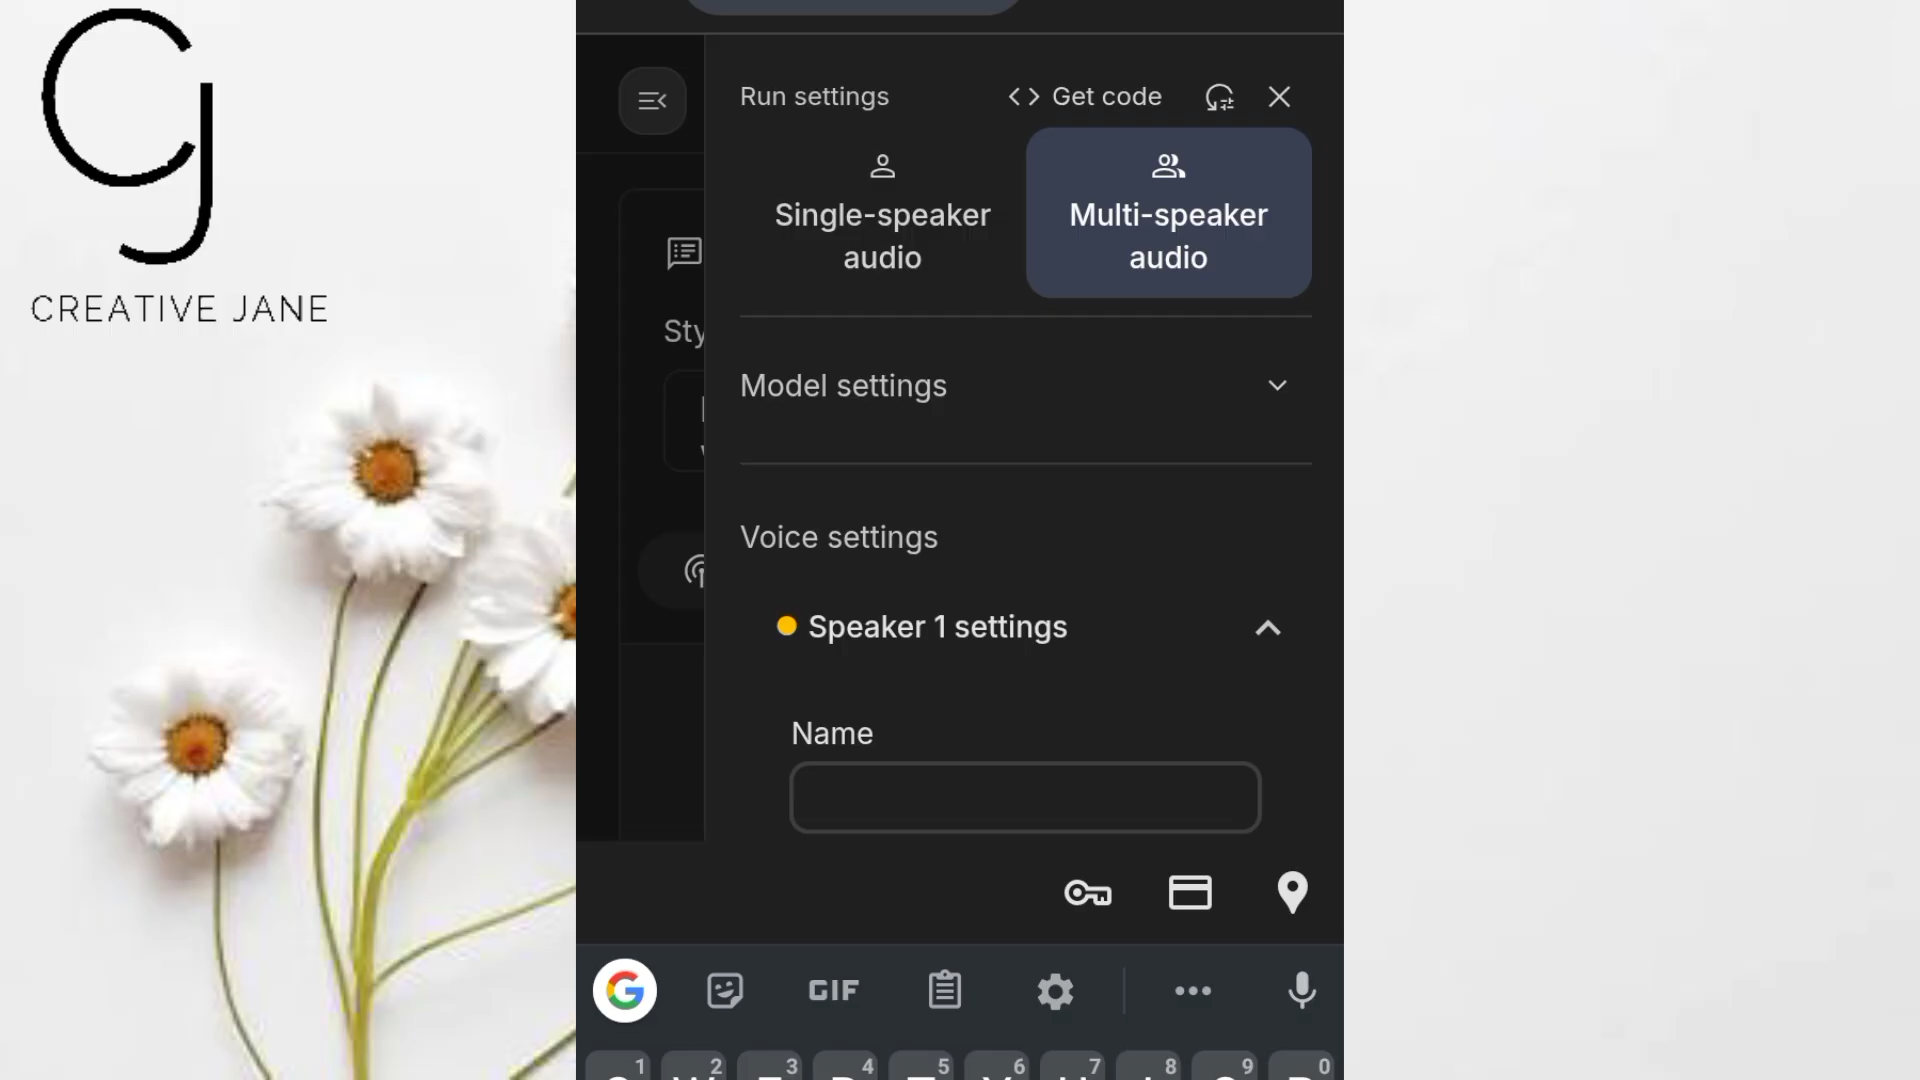 CREATIVE JANE
Run settings
Get code
Single-speaker
audio
Multi-speaker
audio
Sty
Model settings
Voice settings
Speaker 1 settings
Name
GIF
1 2 3 4 5 6 7 8 9 0